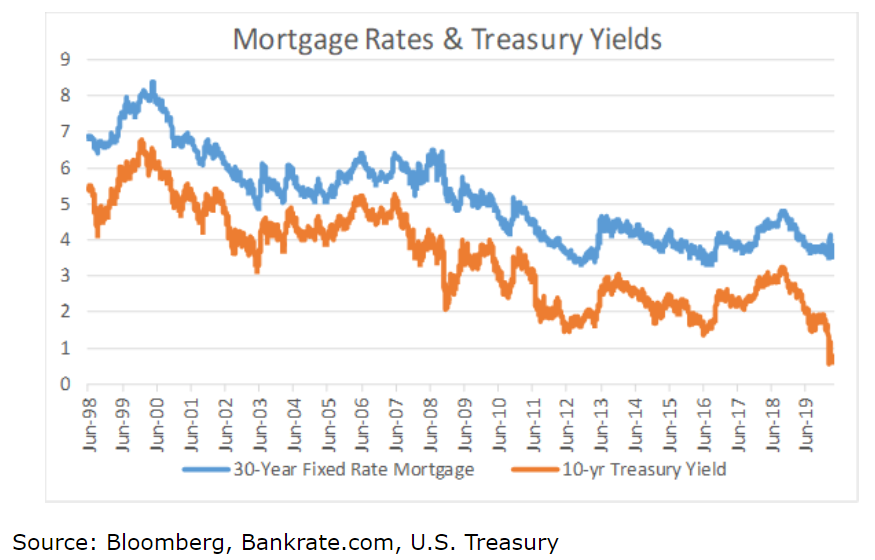 Mortgage Rates & Treasury Yields
9
8
7
6
5
4
3
2
1
0
Jun-98
Jun-99
Jun-00
Jun-01
Jun-02
Jun-03
Jun-04
Jun-05
Jun-06
Jun-07
Jun-08
Jun-09
Jun-10
Jun-11
Jun-12
Jun-13
Jun-14
Jun-15
Jun-16
Jun-17
Jun-18
Jun-19
30-Year Fixed Rate Mortgage
10-yr Treasury Yield
Source: Bloomberg, Bankrate.com, U.S. Treasury